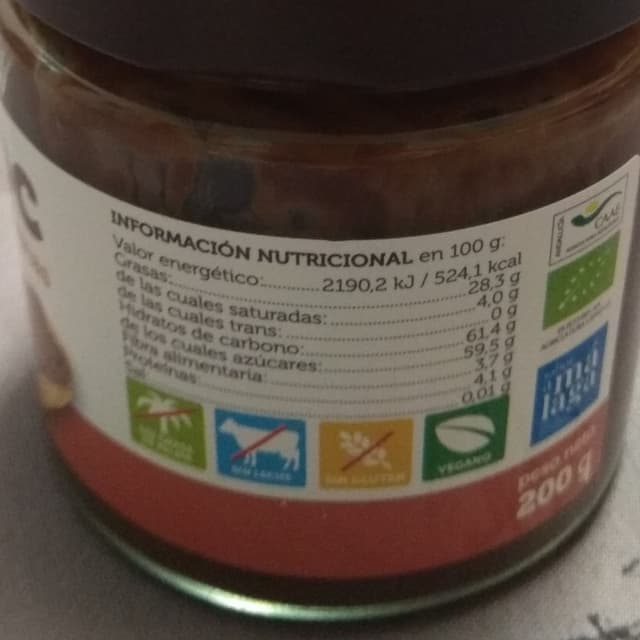 C
INFORMACIÓN NUTRICIONAL en 100 g:
Valor energético: 2190,2 kJ / 524,1 kcal
Grasas: 28,3 g
de las cuales saturadas: 4,0 g
de las cuales trans: 0 g
Hidratos de carbono: 61,4 g
de los cuales azúcares: 59,5 g
Fibra alimentaria: 3,7 g
Proteínas: 4,1 g
Sal: 0,01 g
CAAE
SIN GLUTEN
VEGANO
málaga
peso neto
200 g